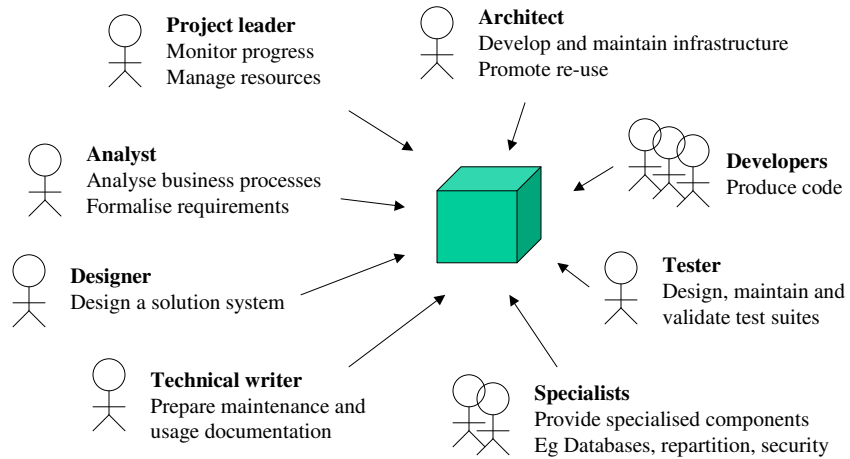 Project leader
Monitor progress
Manage resources
Architect
Develop and maintain infrastructure
Promote re-use
Analyst
Analyse business processes
Formalise requirements
Developers
Produce code
Designer
Design a solution system
Tester
Design, maintain and
validate test suites
Technical writer
Prepare maintenance and
usage documentation
Specialists
Provide specialised components
Eg Databases, repartition, security